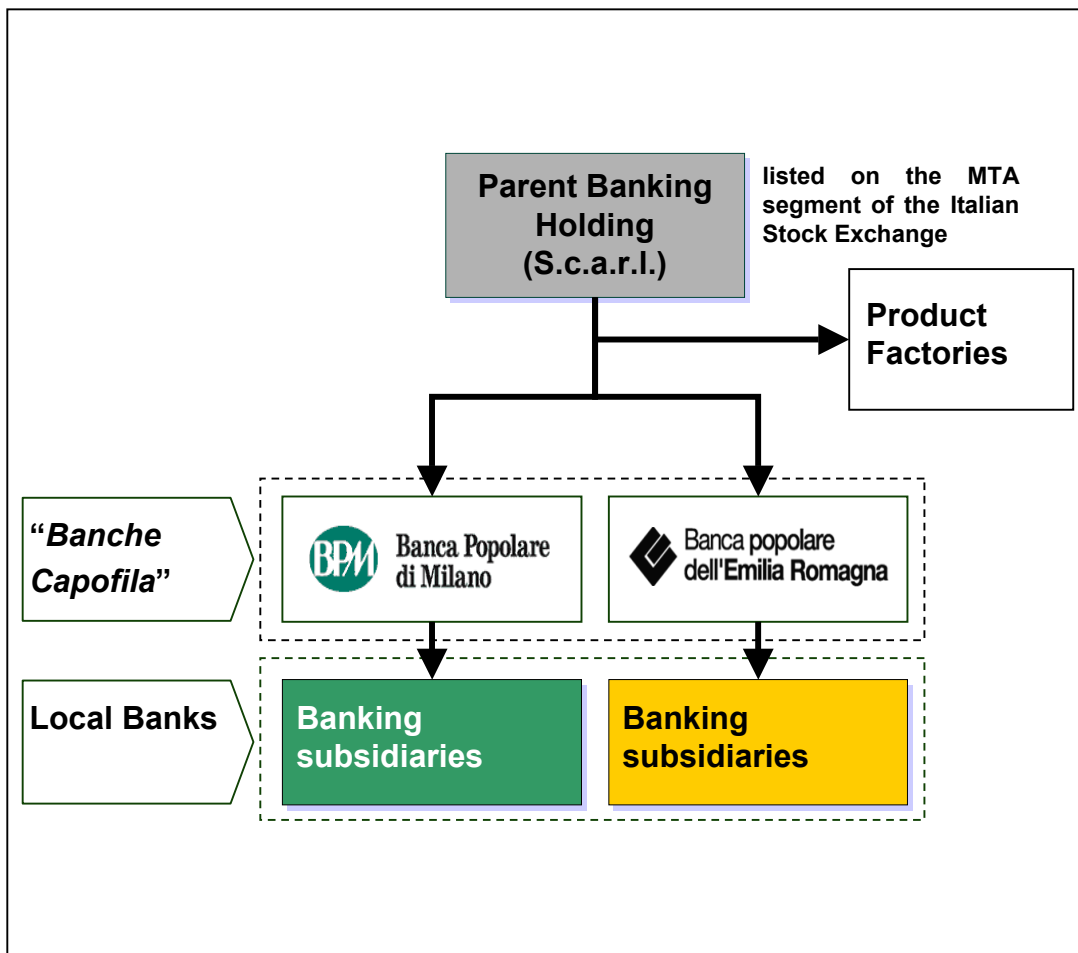 Parent Banking
Holding
(S.c.a.r.l.)
listed on the MTA
segment of the Italian
Stock Exchange
Product
Factories
“Banche
Capofila”
BPM
Banca Popolare
di Milano
Banca popolare
dell'Emilia Romagna
Local Banks
Banking
subsidiaries
Banking
subsidiaries